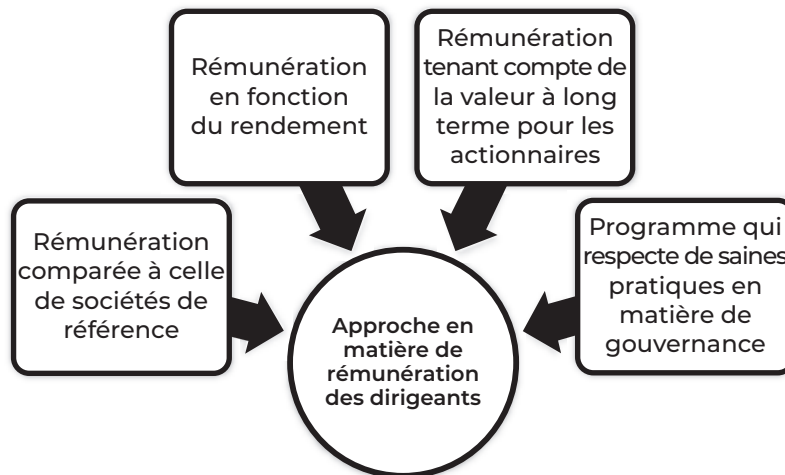 Rémunération
en fonction
du rendement
Rémunération
tenant compte de
la valeur à long
terme pour les
actionnaires
Rémunération
comparée à celle
de sociétés de
référence
Programme qui
respecte de saines
pratiques en
matière de
gouvernance
Approche en
matière de
rémunération
des dirigeants